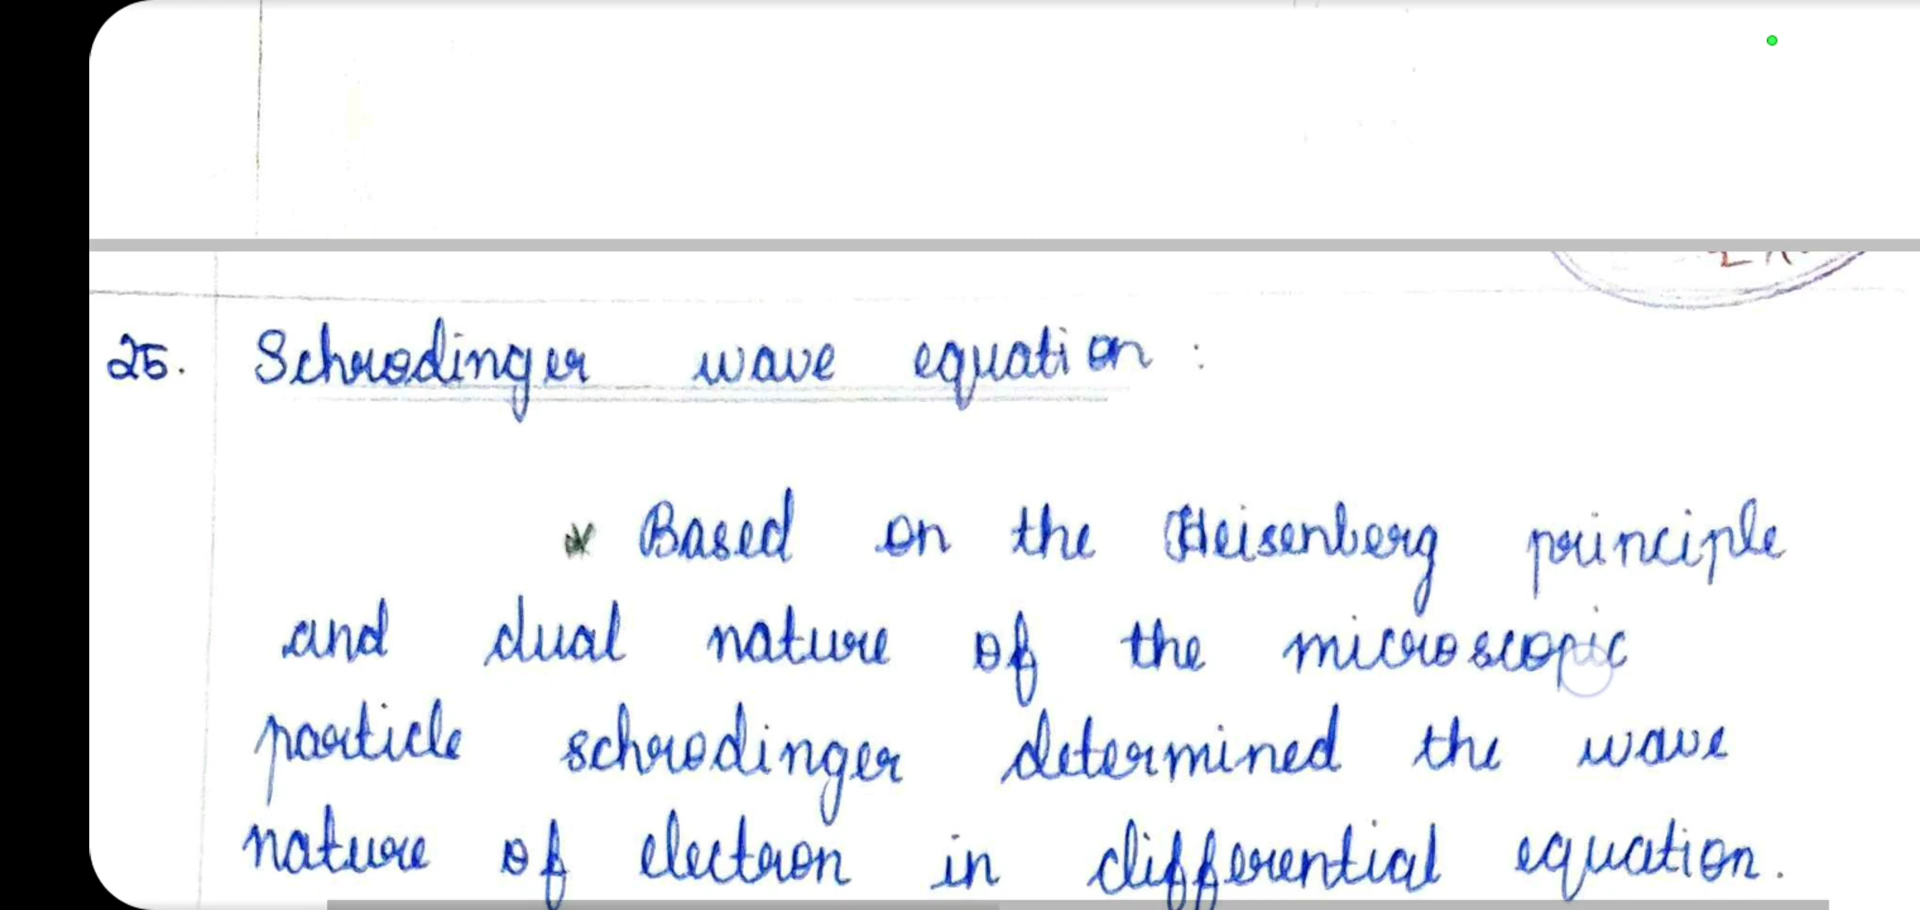 25. Schrodinger wave equation :
* Based on the Heisenberg principle
and dual nature of the microscopic
particle schrodinger determined the wave
nature of electron in differential equation.